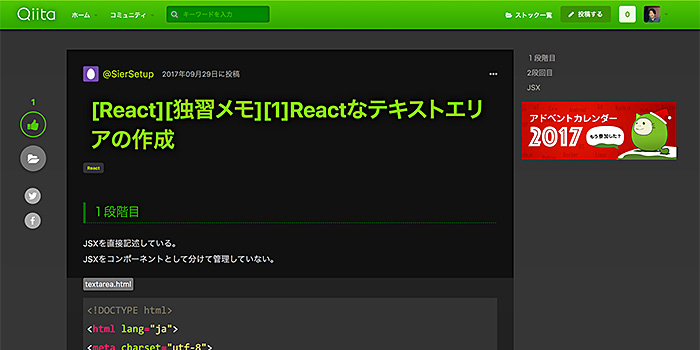 Qiita ホーム コミュニティ キーワードを入力 ストック一覧 投稿する 0
@SierSetup 2017年09月29日に投稿
[React][独習メモ][1]Reactなテキストエリ
アの作成
React
1
１段階目
JSXを直接記述している。
JSXをコンポーネントとして分けて管理していない。
textarea.html
<!DOCTYPE html>
<html lang="ja">
<meta charset="utf-8">
１段階目
2段回目
JSX
アドベントカレンダー
2017
もう参加した?